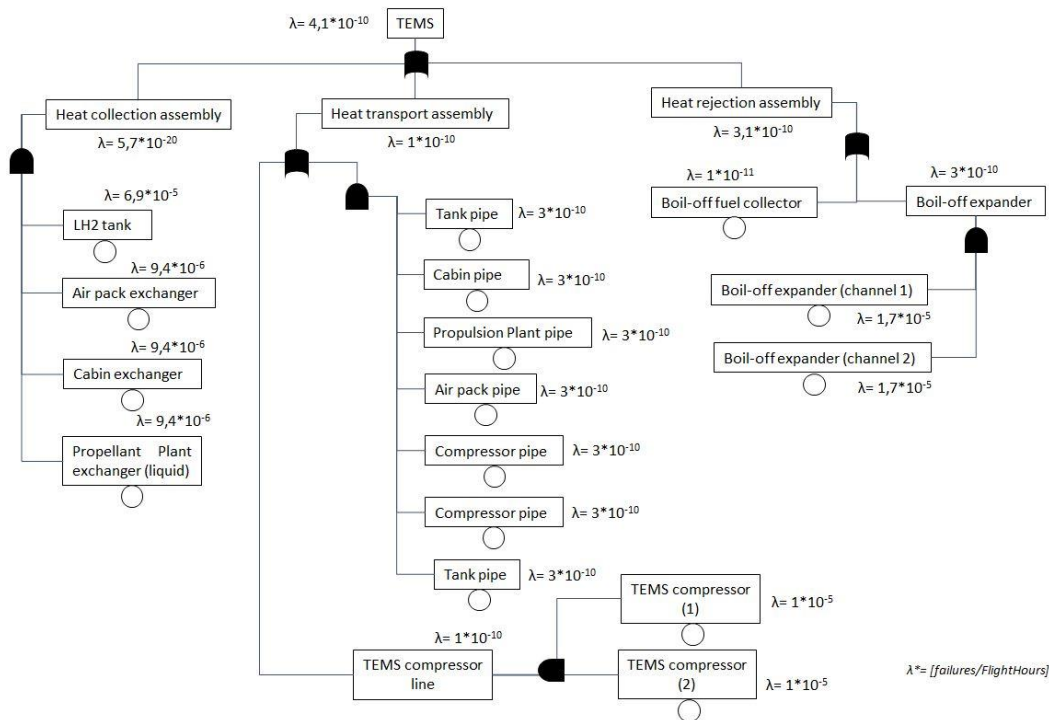 λ= 4,1*10⁻¹⁰
TEMS
Heat collection assembly
λ= 5,7*10⁻²⁰
Heat transport assembly
λ= 1*10⁻¹⁰
Heat rejection assembly
λ= 3,1*10⁻¹⁰
λ= 6,9*10⁻⁵
LH2 tank
λ= 9,4*10⁻⁶
Air pack exchanger
λ= 9,4*10⁻⁶
Cabin exchanger
λ= 9,4*10⁻⁶
Propellant Plant
exchanger (liquid)
Tank pipe
λ= 3*10⁻¹⁰
Cabin pipe
λ= 3*10⁻¹⁰
Propulsion Plant pipe
λ= 3*10⁻¹⁰
Air pack pipe
λ= 3*10⁻¹⁰
Compressor pipe
λ= 3*10⁻¹⁰
Compressor pipe
λ= 3*10⁻¹⁰
Tank pipe
λ= 3*10⁻¹⁰
λ= 1*10⁻¹⁰
TEMS compressor
line
TEMS compressor
(1)
λ= 1*10⁻⁵
TEMS compressor
(2)
λ= 1*10⁻⁵
λ= 1*10⁻¹¹
Boil-off fuel collector
λ= 3*10⁻¹⁰
Boil-off expander
Boil-off expander (channel 1)
λ= 1,7*10⁻⁵
Boil-off expander (channel 2)
λ= 1,7*10⁻⁵
λ*= [failures/FlightHours]